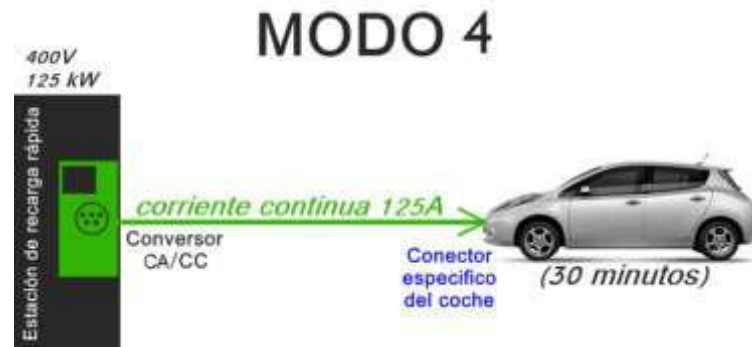 MODO 4
400V
125 kW
Estación de recarga rápida
corriente continua 125A
Conversor
CA/CC
Conector
especifico
del coche
(30 minutos)